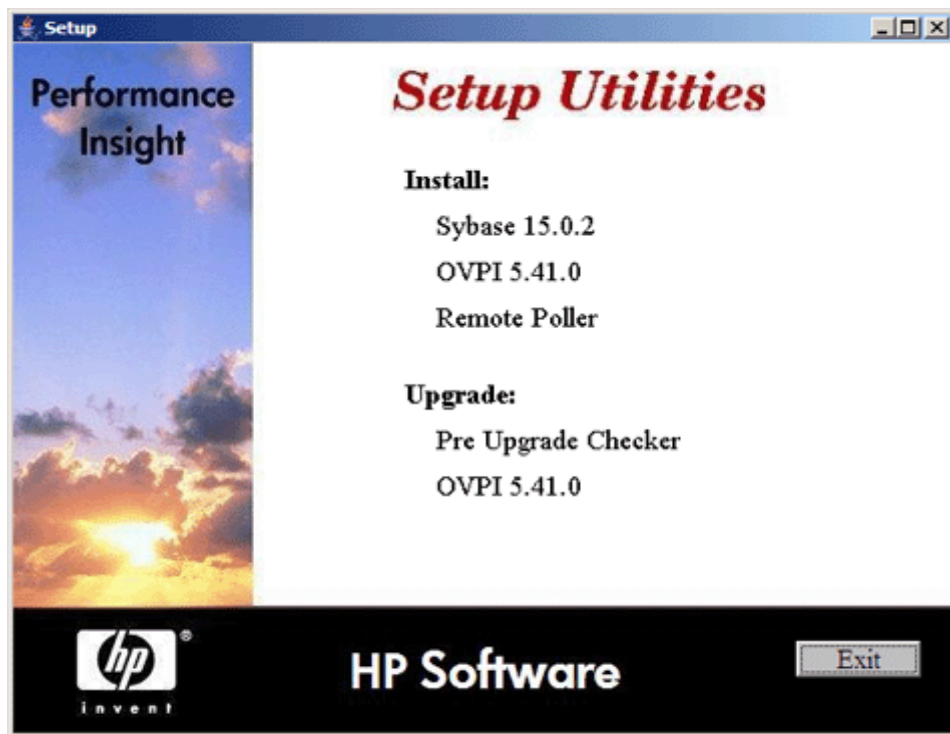 Setup
Performance
Insight
Setup Utilities
Install:
Sybase 15.0.2
OVPI 5.41.0
Remote Poller
Upgrade:
Pre Upgrade Checker
OVPI 5.41.0
hp®
invent
HP Software
Exit